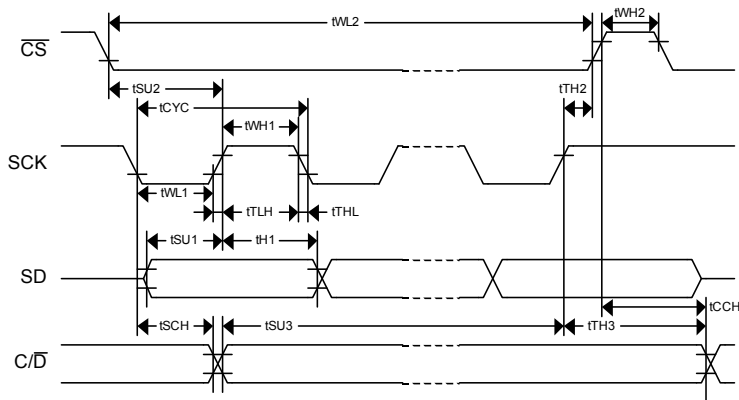 tWL2
tWH2
CS
tSU2
tTH2
tCYC
tWH1
SCK
tWL1
tTLH
tTHL
tSU1
tH1
SD
tCCH
tSCH
tSU3
tTH3
C/D